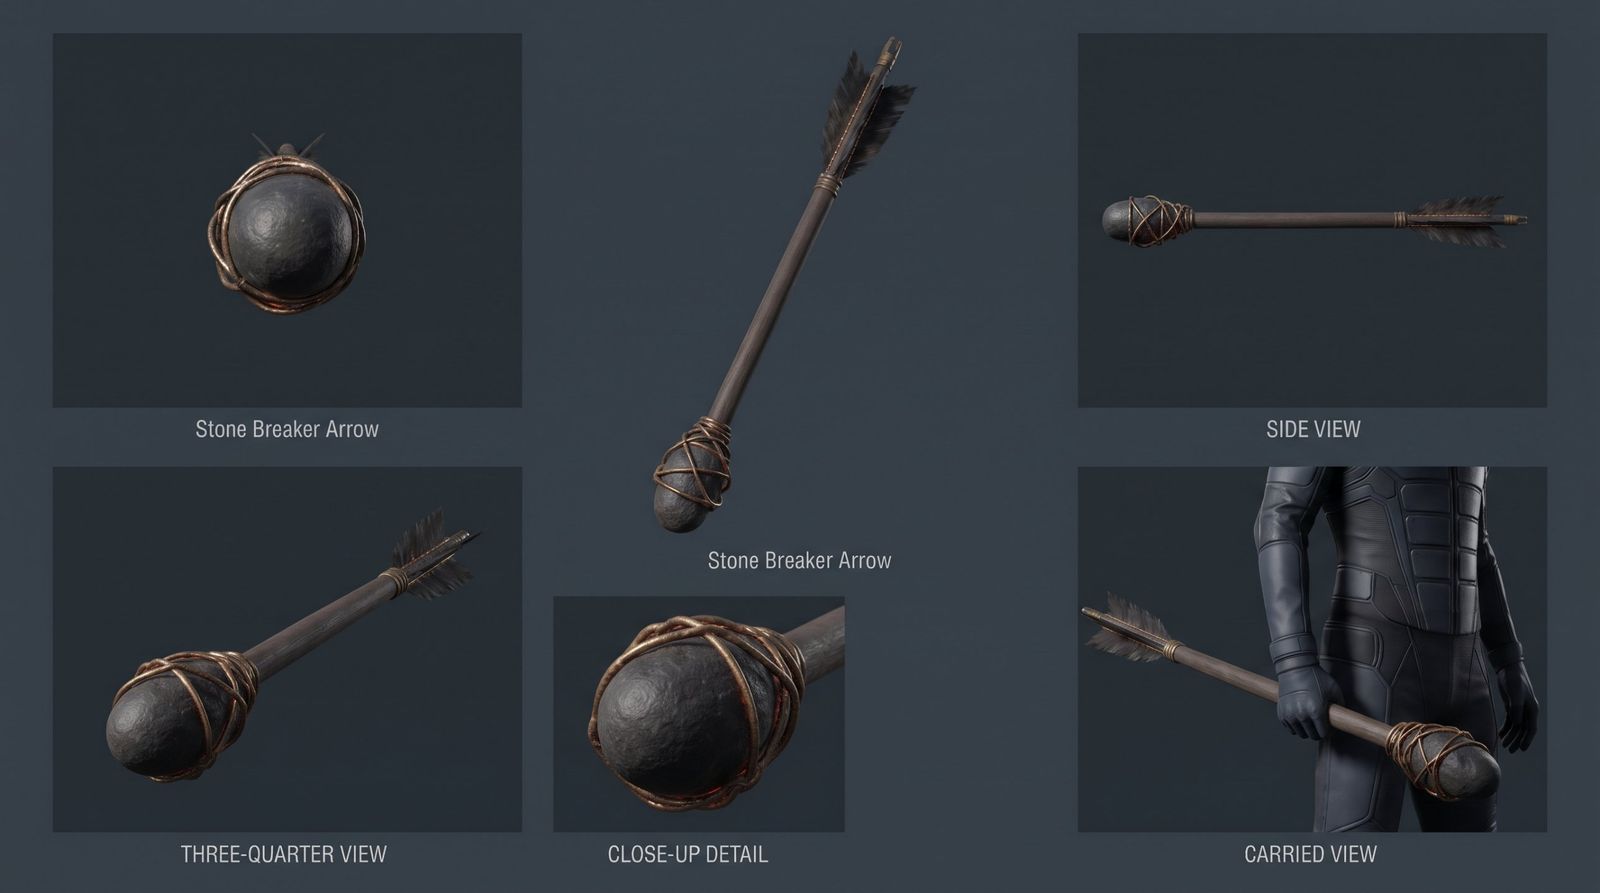 Stone Breaker Arrow
SIDE VIEW
Stone Breaker Arrow
THREE-QUARTER VIEW
CLOSE-UP DETAIL
CARRIED VIEW